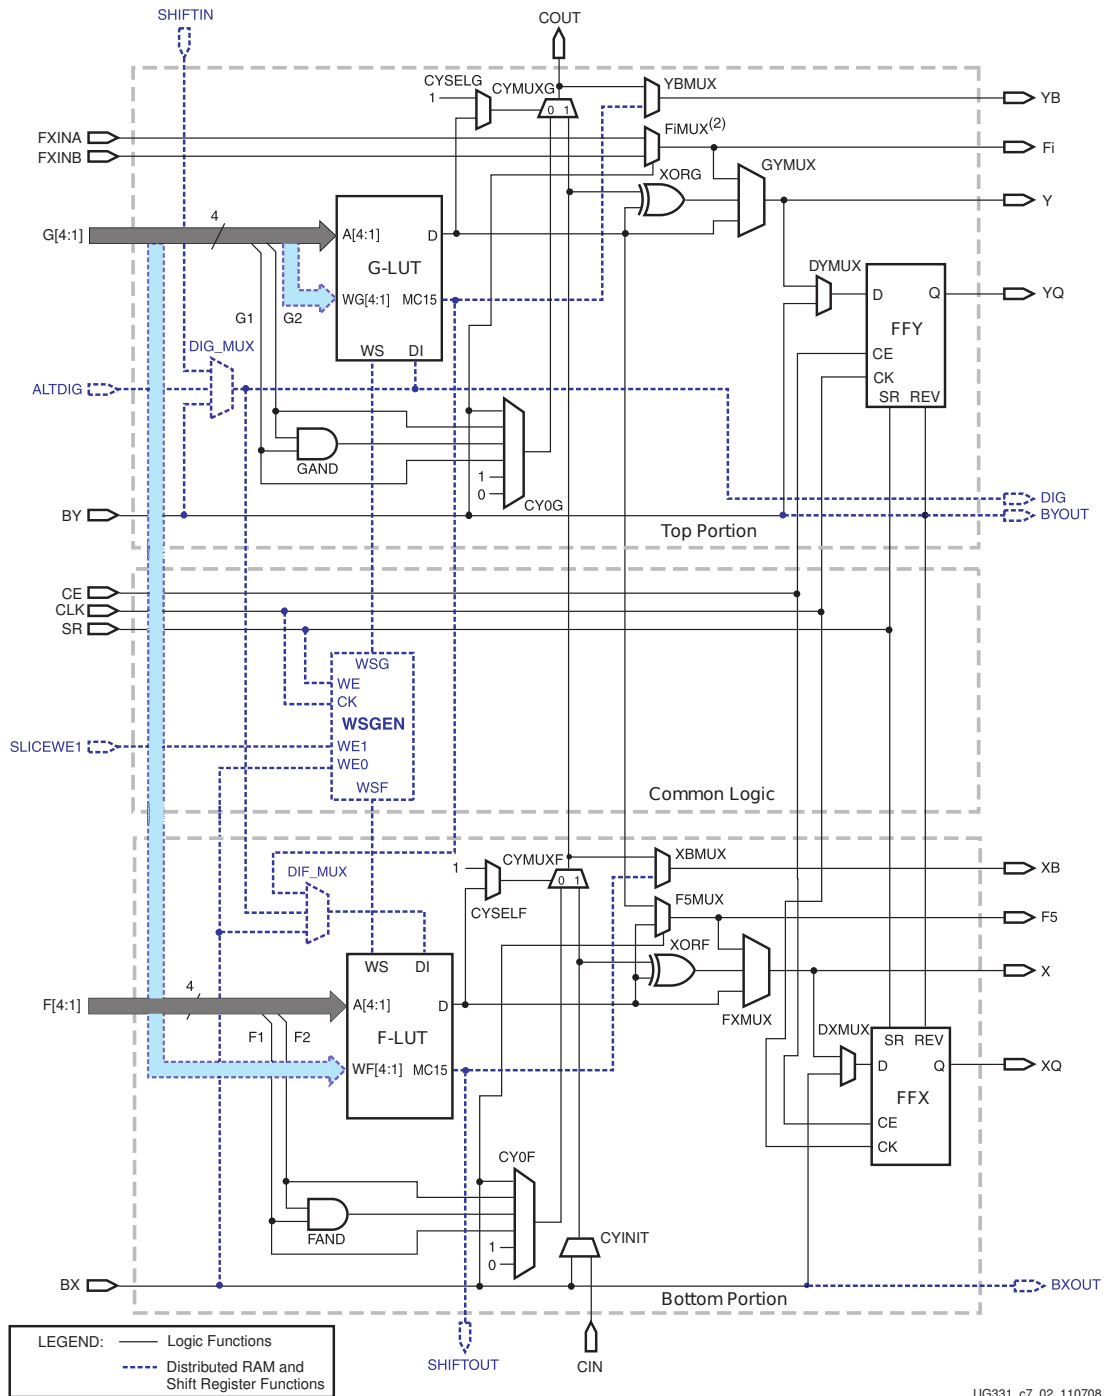 SHIFTIN
COUT
CYSELG
CYMUXG
YBMUX
1
0 1
YB
FXINA
FiMUX(2)
Fi
FXINB
XORG
GYMUX
Y
4
G[4:1]
A[4:1]
D
G-LUT
DYMUX
WG[4:1]
MC15
D
Q
YQ
G1
G2
FFY
DIG_MUX
WS
DI
CE
CK
ALTDIG
SR
REV
GAND
1
0
CY0G
DIG
BY
BYOUT
Top Portion
CE
CLK
SR
WSG
WE
CK
WSGEN
SLICEWE1
WE1
WE0
WSF
Common Logic
CYMUXF
XBMUX
1
XB
DIF_MUX
0 1
CYSELF
F5MUX
F5
XORF
WS
DI
X
4
F[4:1]
A[4:1]
D
FXMUX
F1
F2
F-LUT
DXMUX
SR
REV
WF[4:1]
MC15
D
Q
XQ
FFX
CE
CK
CY0F
FAND
1
0
CYINIT
BX
BXOUT
Bottom Portion
LEGEND:
Logic Functions
Distributed RAM and
Shift Register Functions
SHIFTOUT
CIN
UG331_c7_02_110708